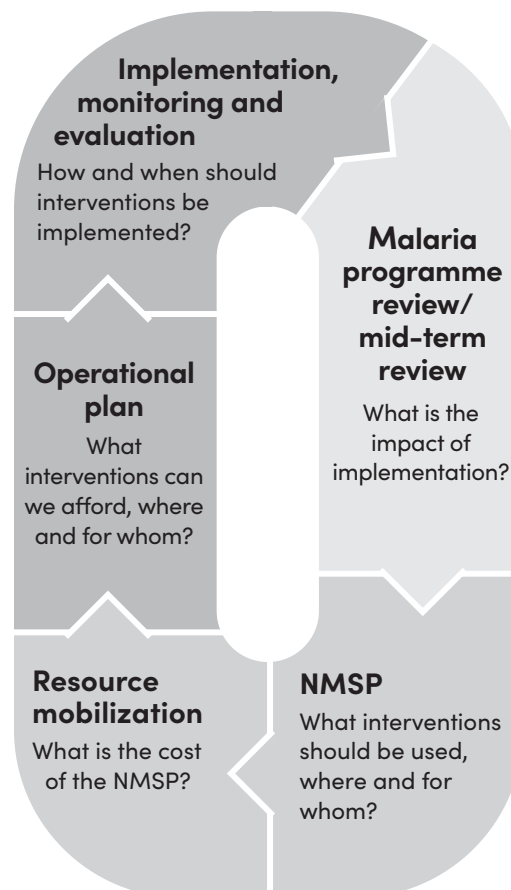 Implementation,
monitoring and
evaluation
How and when should
interventions be
implemented?
Malaria
programme
review/
mid-term
review
What is the
impact of
implementation?
Operational
plan
What
interventions can
we afford, where
and for whom?
Resource
mobilization
What is the cost
of the NMSP?
NMSP
What interventions
should be used,
where and for
whom?